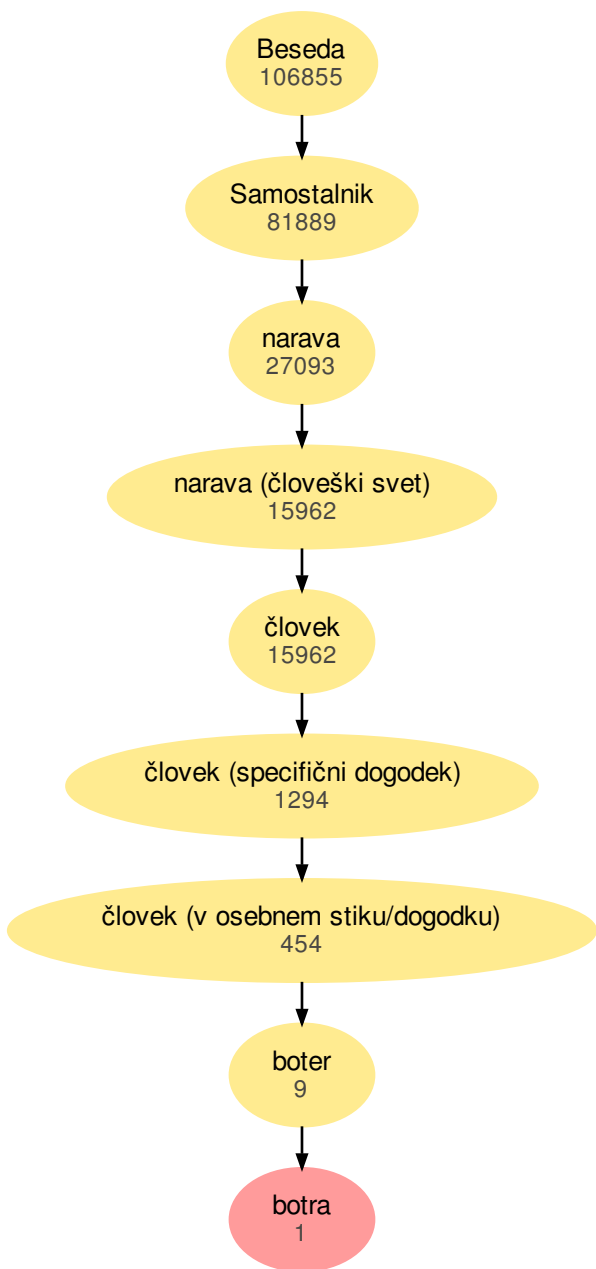 Beseda
106855
Samostalnik
81889
narava
27093
narava (človeški svet)
15962
človek
15962
človek (specifični dogodek)
1294
človek (v osebnem stiku/dogodku)
454
boter
9
botra
1